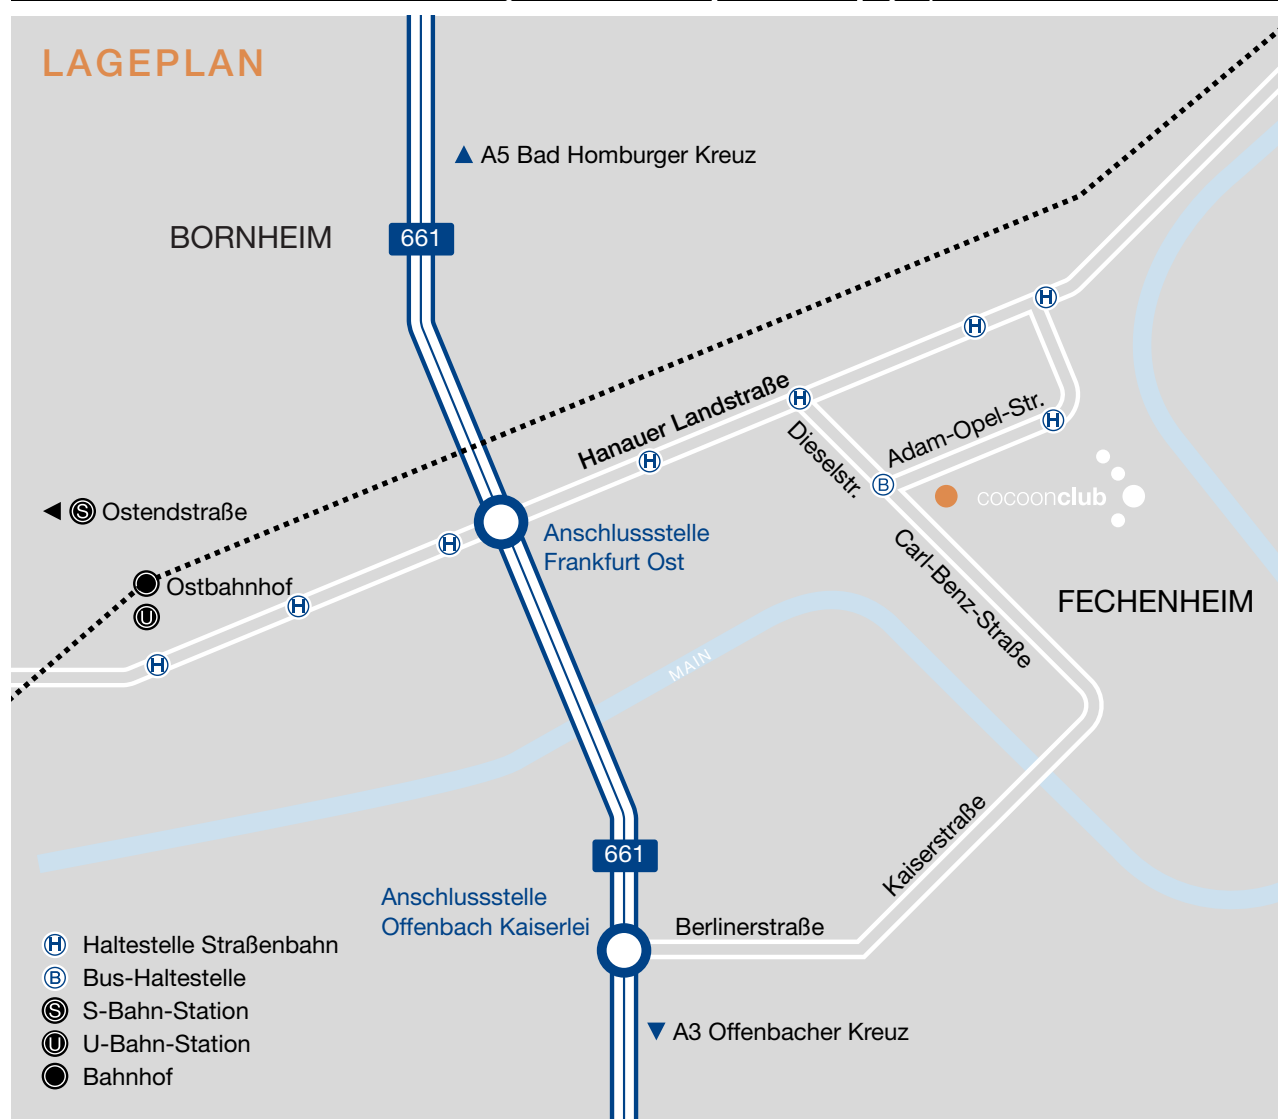 LAGEPLAN
A5 Bad Homburger Kreuz
BORNHEIM
661
H
H
Hanauer Landstraße
H
Dieselstr.
Adam-Opel-Str.
H
H
B
cocoonclub
S Ostendstraße
Anschlussstelle
Frankfurt Ost
H
Carl-Benz-Straße
Ostbahnhof
U
H
FECHENHEIM
H
MAIN
Kaiserstraße
661
Anschlussstelle
Offenbach Kaiserlei
Berlinerstraße
A3 Offenbacher Kreuz
H Haltestelle Straßenbahn
B Bus-Haltestelle
S S-Bahn-Station
U U-Bahn-Station
Bahnhof